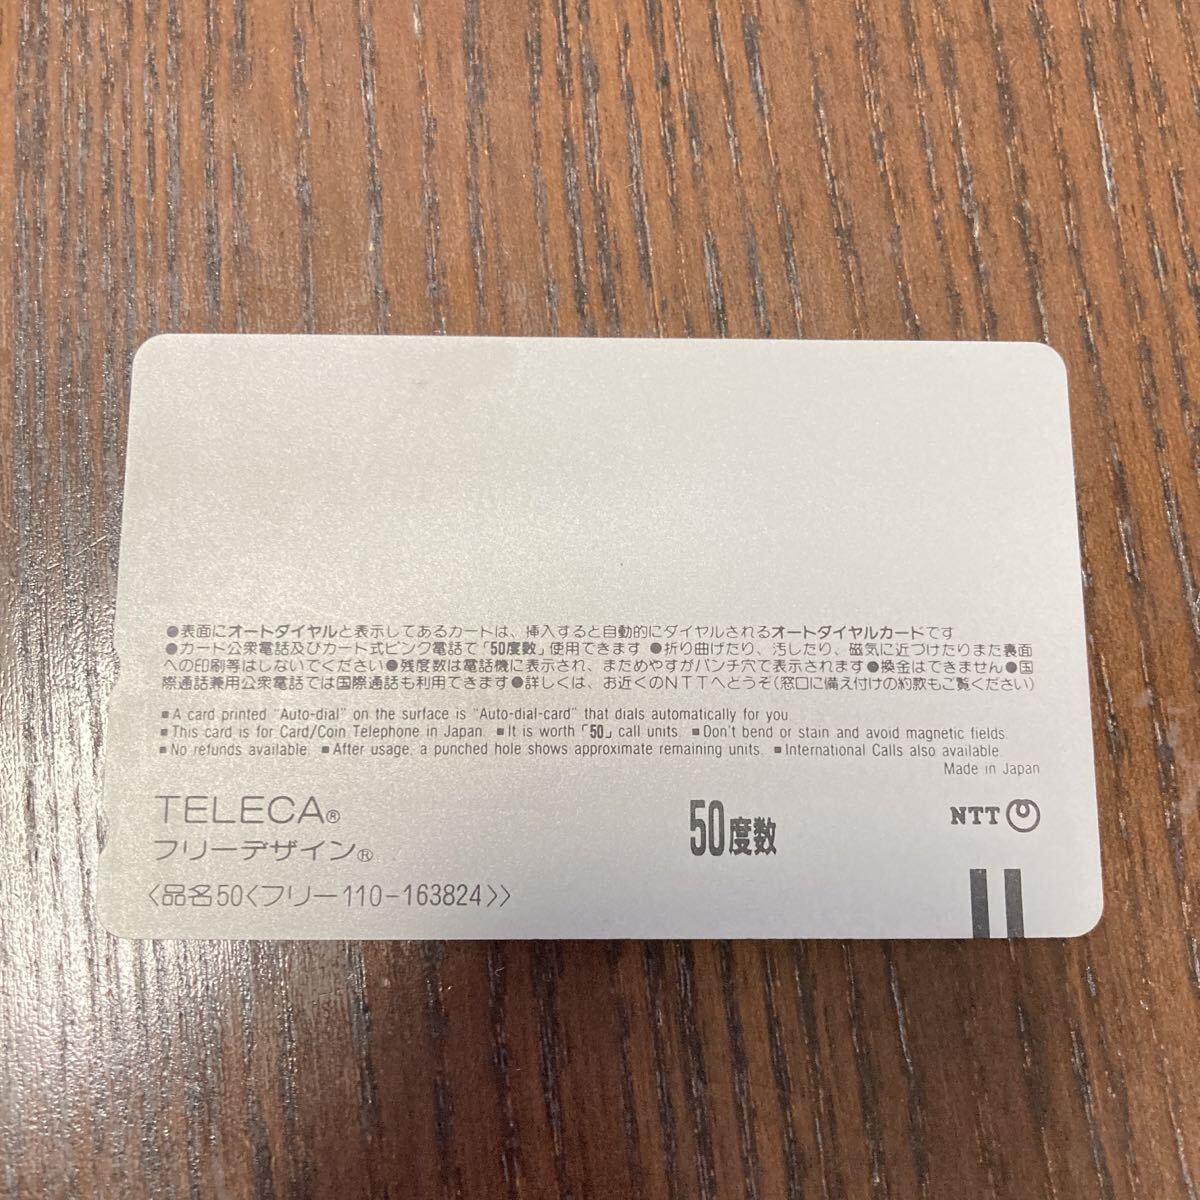 ●表面にオートダイヤルと表示してあるカートは、挿入すると自動的にダイヤルされるオートダイヤルカードです
●カード公衆電話及びカード式ピンク電話で「50度数」使用できます ●折り曲げたり、汚したり、磁気に近づけたりまた裏面
への印刷等はしないでください●残度数は電話機に表示され、まためやすがパンチ穴で表示されます●換金はできません●国
際通話兼用公衆電話では国際通話も利用できます●詳しくは、お近くのNTTへどうぞ(窓口に備え付けの約款もご覧ください)
■ A card printed "Auto-dial" on the surface is "Auto-dial-card" that dials automatically for you.
■ This card is for Card/Coin Telephone in Japan. ■ It is worth「50」call units. ■ Don't bend or stain and avoid magnetic fields.
■ No refunds available. ■ After usage, a punched hole shows approximate remaining units. ■ International Calls also available.
Made in Japan
TELECA®
フリーデザイン®
50度数
NTT
〈品名50〈フリー110-163824〉〉